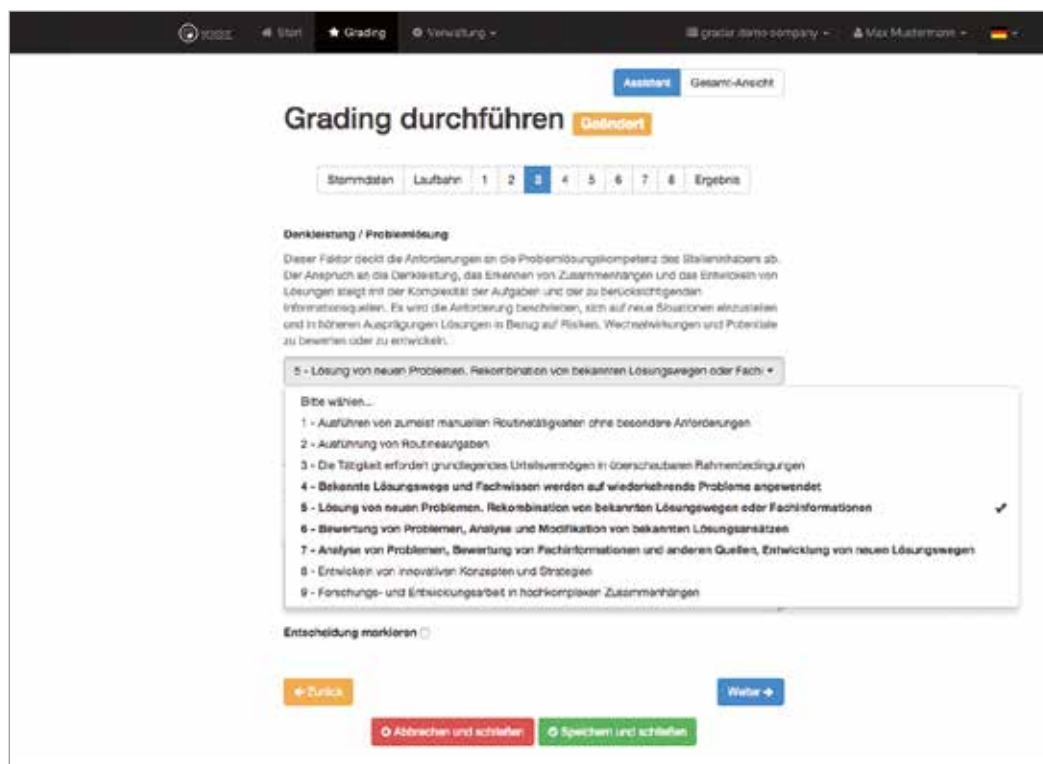 Start
Grading
Verwaltung
gradar demo company
Max Mustermann
Assistent
Gesamt-Ansicht
Grading durchführen
Geändert
Stammdaten Laufbahn 1 2 3 4 5 6 7 8 Ergebnis
Denkleistung / Problemlösung
Dieser Faktor deckt die Anforderungen an die Problemlösungskompetenz des Stelleninhabers ab.
Der Anspruch an die Denkleistung, das Erkennen von Zusammenhängen und das Entwickeln von
Lösungen steigt mit der Komplexität der Aufgaben und der zu berücksichtigenden
Informationsquellen. Es wird die Anforderung beschrieben, sich auf neue Situationen einzustellen
und in höheren Ausprägungen Lösungen in Bezug auf Risiken, Wechselwirkungen und Potentiale
zu bewerten oder zu entwickeln.
5 - Lösung von neuen Problemen. Rekombination von bekannten Lösungswegen oder Fachi
Bitte wählen...
1 - Ausführen von zumeist manuellen Routinetätigkeiten ohne besondere Anforderungen
2 - Ausführung von Routineaufgaben
3 - Die Tätigkeit erfordert grundlegendes Urteilsvermögen in überschaubaren Rahmenbedingungen
4 - Bekannte Lösungswege und Fachwissen werden auf wiederkehrende Probleme angewendet
5 - Lösung von neuen Problemen. Rekombination von bekannten Lösungswegen oder Fachinformationen
6 - Bewertung von Problemen, Analyse und Modifikation von bekannten Lösungsansätzen
7 - Analyse von Problemen, Bewertung von Fachinformationen und anderen Quellen, Entwicklung von neuen Lösungswegen
8 - Entwickeln von innovativen Konzepten und Strategien
9 - Forschungs- und Entwicklungsarbeit in hochkomplexen Zusammenhängen
Entscheidung markieren
Zurück
Weiter
Abbrechen und schließen
Speichern und schließen